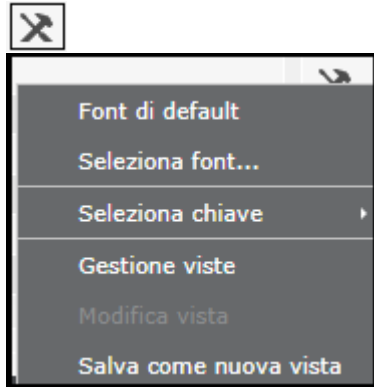 Font di default
Seleziona font...
Seleziona chiave
Gestione viste
Modifica vista
Salva come nuova vista